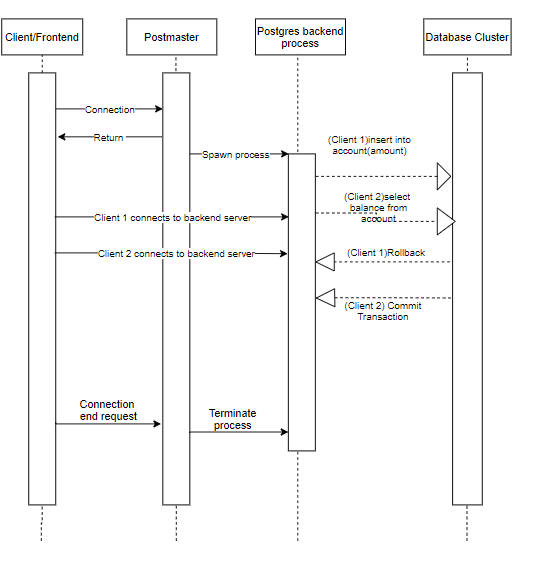 Client/Frontend
Postmaster
Postgres backend
process
Database Cluster
Connection
Return
Spawn process
(Client 1)insert into
account(amount)
(Client 2)select
balance from
account
Client 1 connects to backend server
Client 2 connects to backend server
(Client 1)Rollback
(Client 2) Commit
Transaction
Connection
end request
Terminate
process